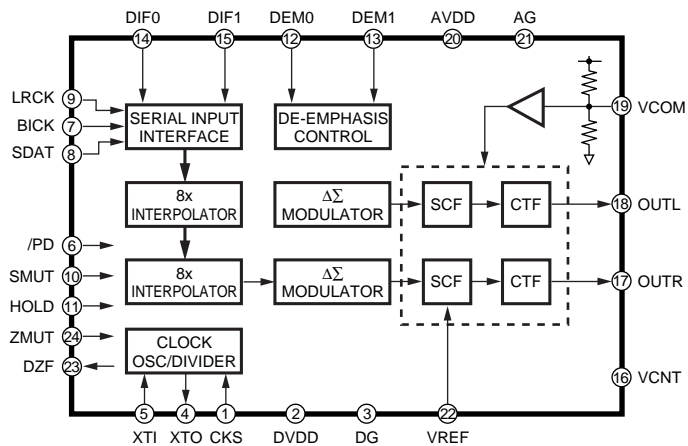 DIF0 DIF1 DEM0 DEM1 AVDD AG
14 15 12 13 20 21
LRCK 9
BICK 7
SDAT 8
SERIAL INPUT
INTERFACE
DE-EMPHASIS
CONTROL
19 VCOM
8x
INTERPOLATOR
ΔΣ
MODULATOR
SCF
CTF
18 OUTL
/PD 6
SMUT 10
HOLD 11
8x
INTERPOLATOR
ΔΣ
MODULATOR
SCF
CTF
17 OUTR
ZMUT 24
DZF 23
CLOCK
OSC/DIVIDER
16 VCNT
5 4 1 2 3 22
XTI XTO CKS DVDD DG VREF